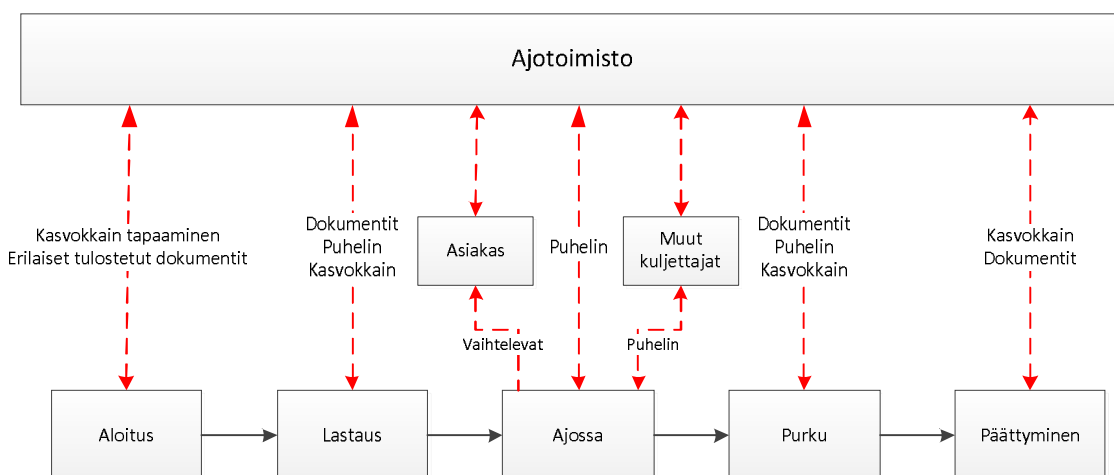 Ajotoimisto
Kasvokkain tapaaminen
Erilaiset tulostetut dokumentit
Dokumentit
Puhelin
Kasvokkain
Asiakas
Puhelin
Muut
kuljettajat
Dokumentit
Puhelin
Kasvokkain
Kasvokkain
Dokumentit
Vaihtelevat
Puhelin
Aloitus
Lastaus
Ajossa
Purku
Päättyminen